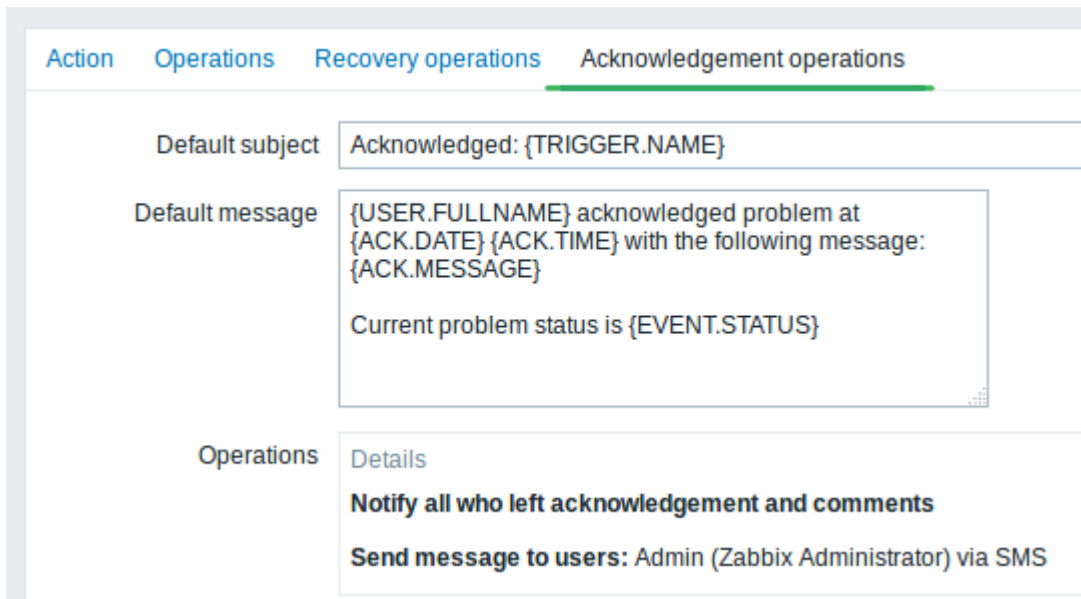 Action Operations Recovery operations Acknowledgement operations
Default subject Acknowledged: {TRIGGER.NAME}
Default message {USER.FULLNAME} acknowledged problem at
{ACK.DATE} {ACK.TIME} with the following message:
{ACK.MESSAGE}
Current problem status is {EVENT.STATUS}
Operations Details
Notify all who left acknowledgement and comments
Send message to users: Admin (Zabbix Administrator) via SMS